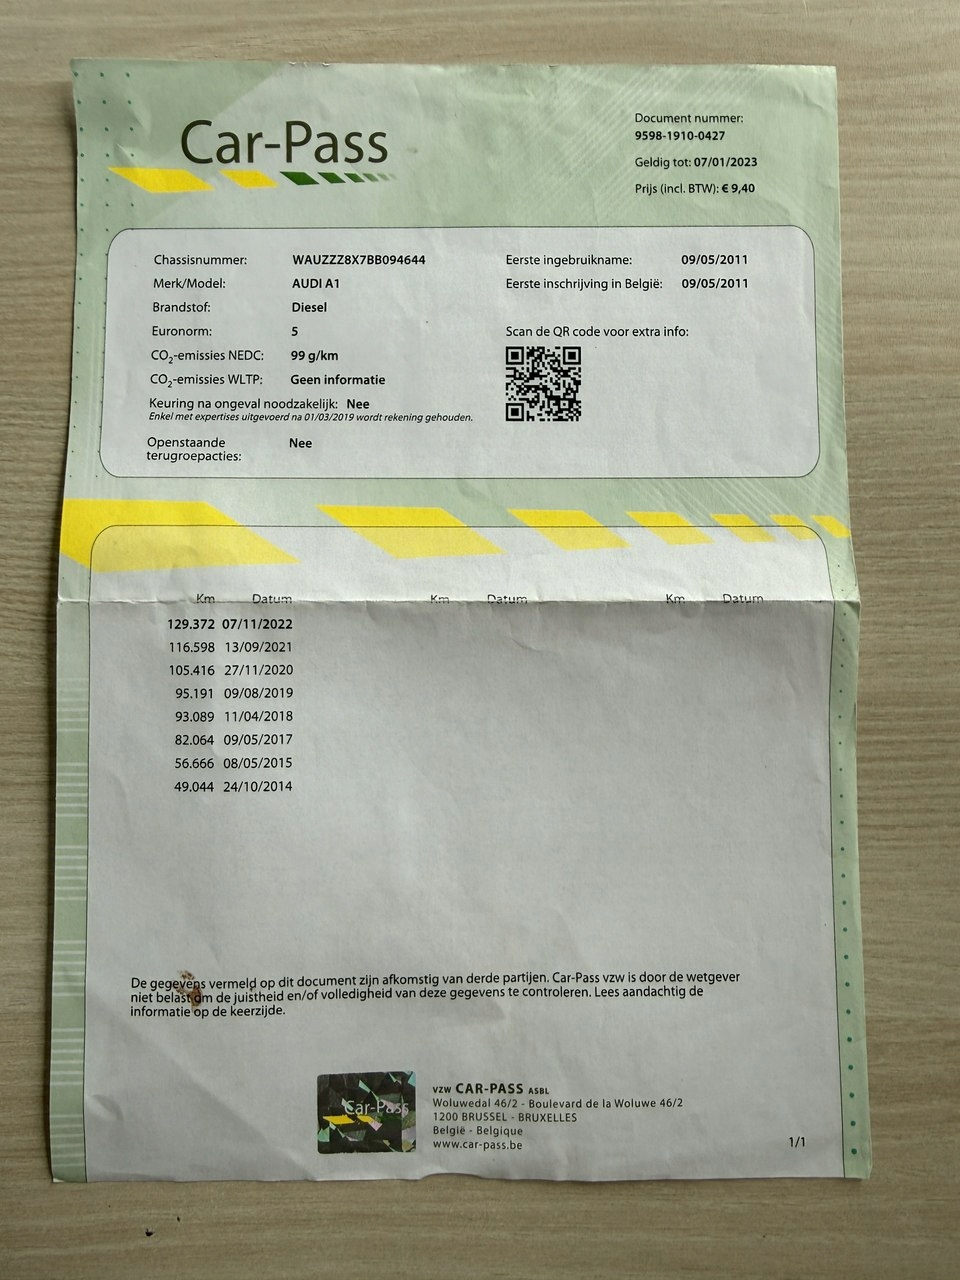 Car-Pass
Document nummer:
9598-1910-0427
Geldig tot: 07/01/2023
Prijs (incl. BTW): € 9,40
Chassisnummer: WAUZZZ8X7BB094644
Merk/Model: AUDI A1
Brandstof: Diesel
Euronorm: 5
CO₂-emissies NEDC: 99 g/km
CO₂-emissies WLTP: Geen informatie
Keuring na ongeval noodzakelijk: Nee
Enkel met expertises uitgevoerd na 01/03/2019 wordt rekening gehouden.
Openstaande Nee
terugroepacties:
Eerste ingebruikname: 09/05/2011
Eerste inschrijving in België: 09/05/2011
Scan de QR code voor extra info:
Km Datum Km Datum Km Datum
129.372 07/11/2022
116.598 13/09/2021
105.416 27/11/2020
95.191 09/08/2019
93.089 11/04/2018
82.064 09/05/2017
56.666 08/05/2015
49.044 24/10/2014
De gegevens vermeld op dit document zijn afkomstig van derde partijen. Car-Pass vzw is door de wetgever
niet belast om de juistheid en/of volledigheid van deze gegevens te controleren. Lees aandachtig de
informatie op de keerzijde.
Car-Pass
vzw CAR-PASS ASBL
Woluwedal 46/2 - Boulevard de la Woluwe 46/2
1200 BRUSSEL - BRUXELLES
België - Belgique
www.car-pass.be
1/1